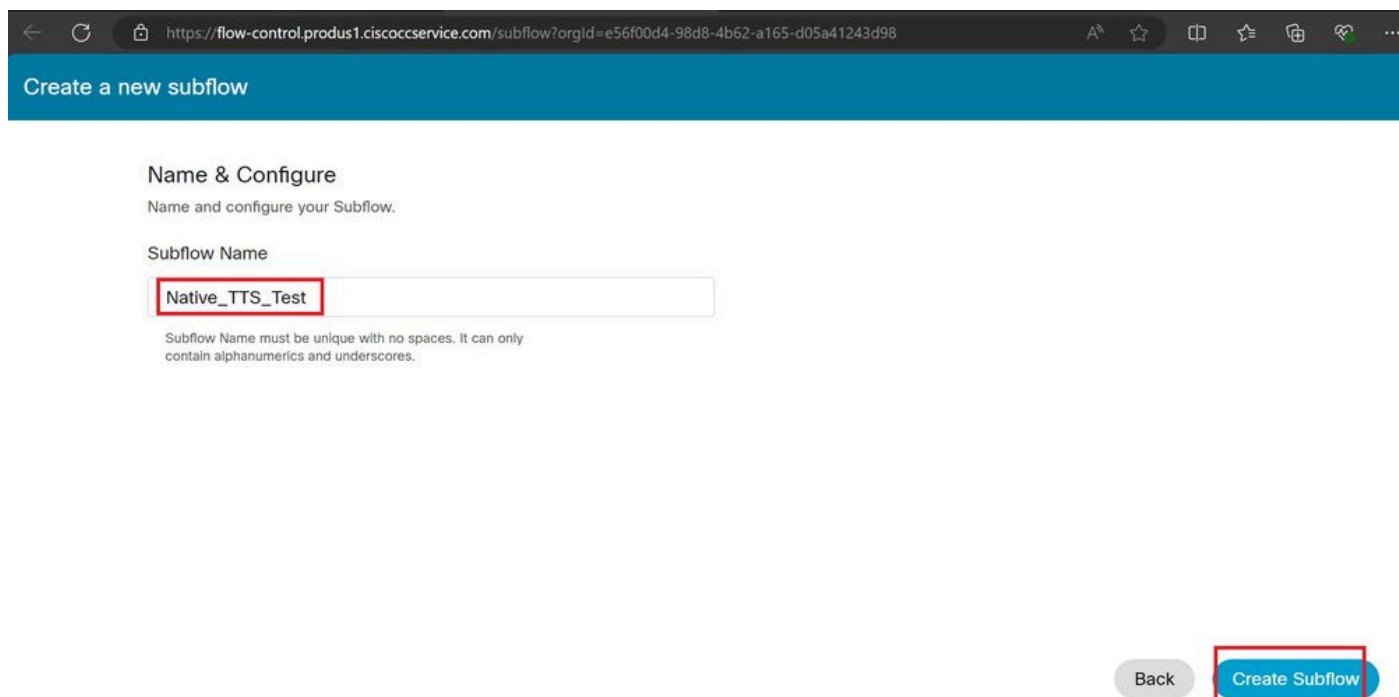 https://flow-control.produs1.ciscoccservice.com/subflow?orgId=e56f00d4-98d8-4b62-a165-d05a41243d98
Create a new subflow
Name & Configure
Name and configure your Subflow.
Subflow Name
Native_TTS_Test
Subflow Name must be unique with no spaces. It can only
contain alphanumerics and underscores.
Back
Create Subflow